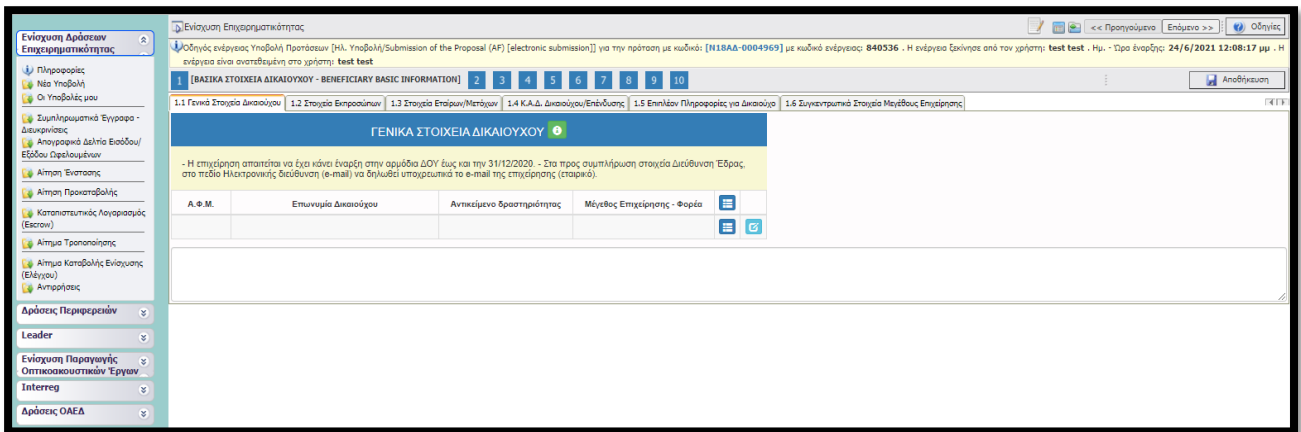 Ενίσχυση Δράσεων
Επιχειρηματικότητας
Πληροφορίες
Νέα Υποβολή
Οι Υποβολές μου
Συμπληρωματικά Έγγραφα -
Διευκρινίσεις
Απογραφικά Δελτία Εισόδου/
Εξόδου Ωφελουμένων
Αίτηση Ένστασης
Αίτηση Προκαταβολής
Καταπιστευτικός Λογαριασμός
(Escrow)
Αίτημα Τροποποίησης
Αίτημα Καταβολής Ενίσχυσης
(Ελέγχου)
Αντιρρήσεις
Δράσεις Περιφερειών
Leader
Ενίσχυση Παραγωγής
Οπτικοακουστικών Έργων
Interreg
Δράσεις ΟΑΕΔ
Ενίσχυση Επιχειρηματικότητας
<< Προηγούμενο Επόμενο >> Οδηγίες
Οδηγός ενέργειας Υποβολή Προτάσεων [Ηλ. Υποβολή/Submission of the Proposal (AF) [electronic submission]] για την πρόταση με κωδικό: [Ν18ΑΔ-0004969] με κωδικό ενέργειας: 840536 . Η ενέργεια ξεκίνησε από τον χρήστη: test test . Ημ. - Ώρα έναρξης: 24/6/2021 12:08:17 μμ . Η
ενέργεια είναι ανατεθειμένη στο χρήστη: test test
1 [ΒΑΣΙΚΑ ΣΤΟΙΧΕΙΑ ΔΙΚΑΙΟΥΧΟΥ - BENEFICIARY BASIC INFORMATION] 2 3 4 5 6 7 8 9 10 Αποθήκευση
1.1 Γενικά Στοιχεία Δικαιούχου 1.2 Στοιχεία Εκπροσώπων 1.3 Στοιχεία Εταίρων/Μετόχων 1.4 Κ.Α.Δ. Δικαιούχου/Επένδυσης 1.5 Επιπλέον Πληροφορίες για Δικαιούχο 1.6 Συγκεντρωτικά Στοιχεία Μεγέθους Επιχείρησης
ΓΕΝΙΚΑ ΣΤΟΙΧΕΙΑ ΔΙΚΑΙΟΥΧΟΥ
- Η επιχείρηση απαιτείται να έχει κάνει έναρξη στην αρμόδια ΔΟΥ έως και την 31/12/2020. - Στα προς συμπλήρωση στοιχεία Διεύθυνση Έδρας,
στο πεδίο Ηλεκτρονική διεύθυνση (e-mail) να δηλωθεί υποχρεωτικά το e-mail της επιχείρησης (εταιρικό).
Α.Φ.Μ. Επωνυμία Δικαιούχου Αντικείμενο δραστηριότητας Μέγεθος Επιχείρησης - Φορέα